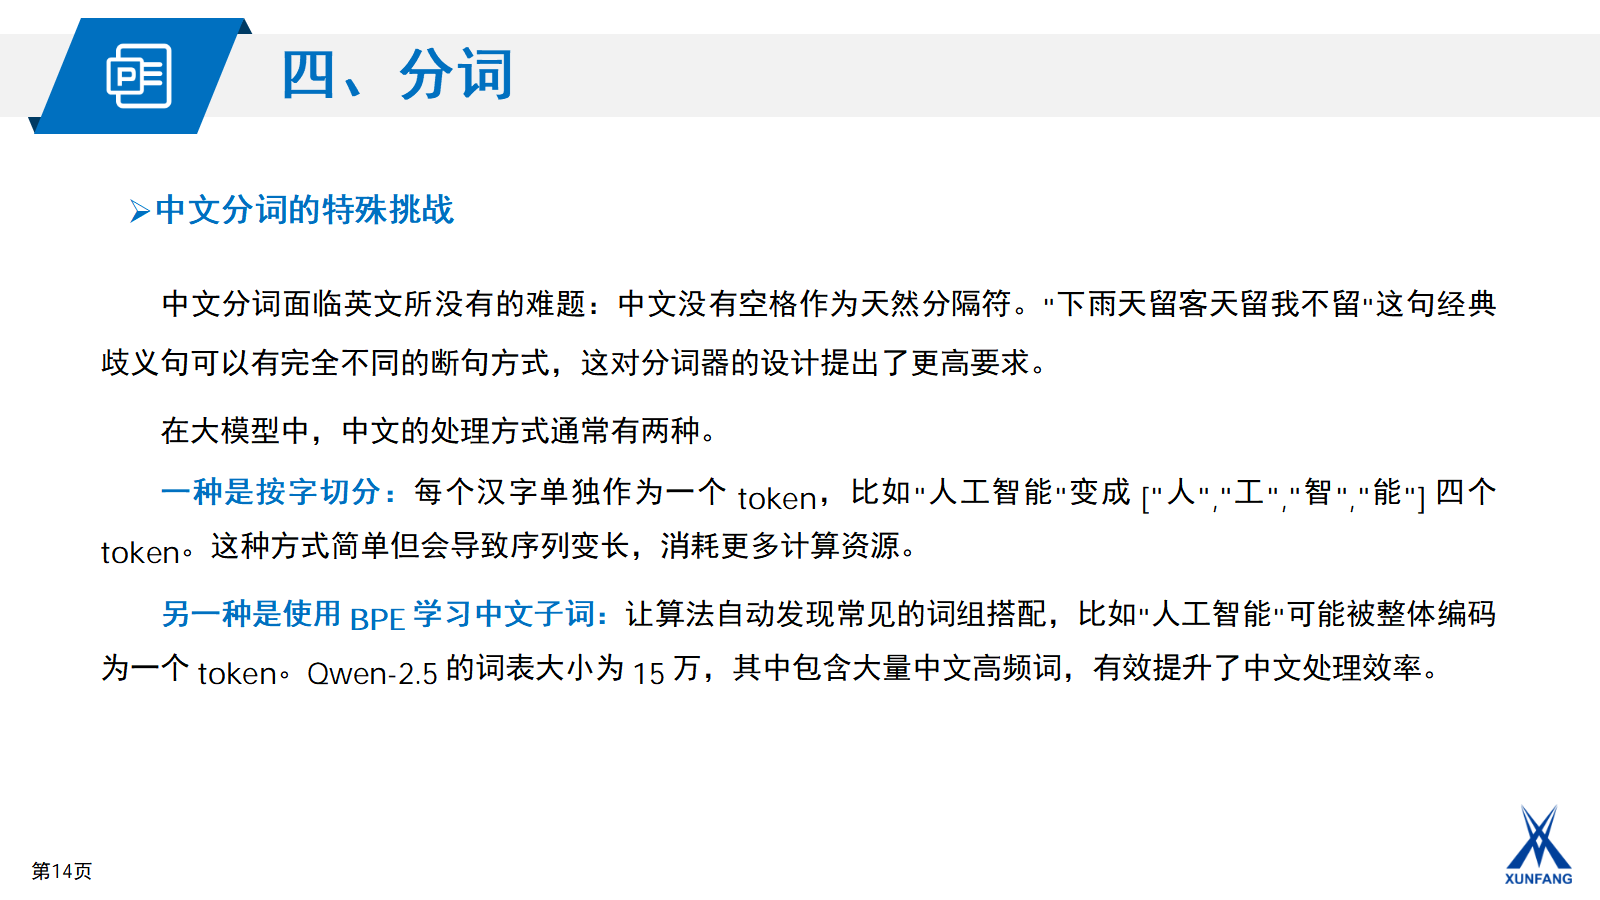 四、分词
中文分词的特殊挑战
中文分词面临英文所没有的难题：中文没有空格作为天然分隔符。"下雨天留客天留我不留"这句经典
歧义句可以有完全不同的断句方式，这对分词器的设计提出了更高要求。
在大模型中，中文的处理方式通常有两种。
一种是按字切分：每个汉字单独作为一个 token，比如"人工智能"变成 ["人","工","智","能"] 四个
token。这种方式简单但会导致序列变长，消耗更多计算资源。
另一种是使用 BPE 学习中文子词：让算法自动发现常见的词组搭配，比如"人工智能"可能被整体编码
为一个 token。Qwen-2.5 的词表大小为 15 万，其中包含大量中文高频词，有效提升了中文处理效率。
第14页
XUNFANG